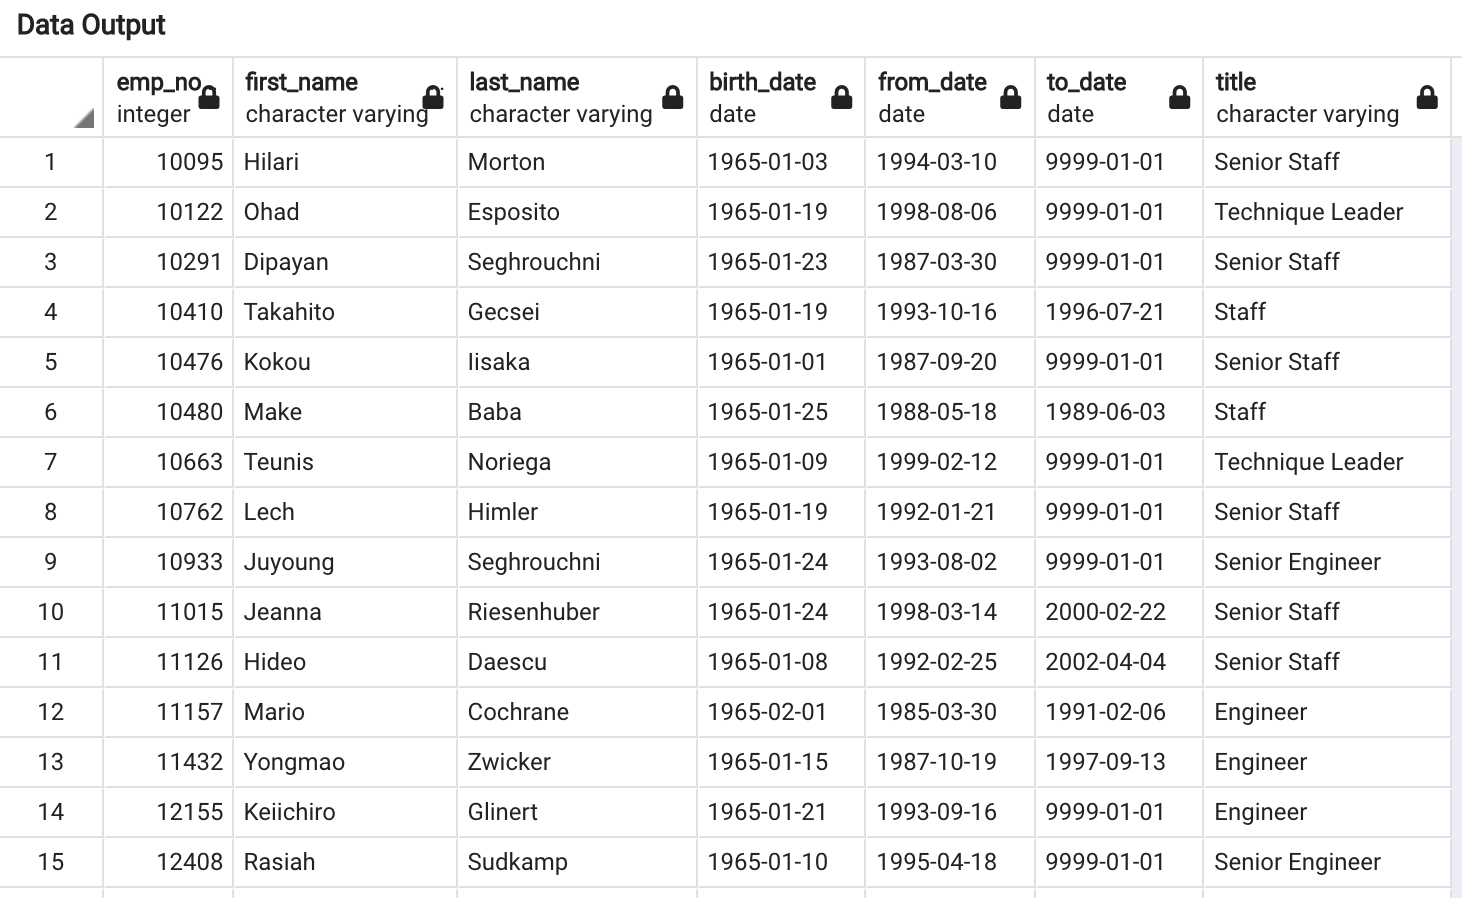 Data Output
emp_no first_name last_name birth_date from_date to_date title
integer character varying character varying date date date character varying
1 10095 Hilari Morton 1965-01-03 1994-03-10 9999-01-01 Senior Staff
2 10122 Ohad Esposito 1965-01-19 1998-08-06 9999-01-01 Technique Leader
3 10291 Dipayan Seghrouchni 1965-01-23 1987-03-30 9999-01-01 Senior Staff
4 10410 Takahito Gecsei 1965-01-19 1993-10-16 1996-07-21 Staff
5 10476 Kokou Iisaka 1965-01-01 1987-09-20 9999-01-01 Senior Staff
6 10480 Make Baba 1965-01-25 1988-05-18 1989-06-03 Staff
7 10663 Teunis Noriega 1965-01-09 1999-02-12 9999-01-01 Technique Leader
8 10762 Lech Himler 1965-01-19 1992-01-21 9999-01-01 Senior Staff
9 10933 Juyoung Seghrouchni 1965-01-24 1993-08-02 9999-01-01 Senior Engineer
10 11015 Jeanna Riesenhuber 1965-01-24 1998-03-14 2000-02-22 Senior Staff
11 11126 Hideo Daescu 1965-01-08 1992-02-25 2002-04-04 Senior Staff
12 11157 Mario Cochrane 1965-02-01 1985-03-30 1991-02-06 Engineer
13 11432 Yongmao Zwicker 1965-01-15 1987-10-19 1997-09-13 Engineer
14 12155 Keiichiro Glinert 1965-01-21 1993-09-16 9999-01-01 Engineer
15 12408 Rasiah Sudkamp 1965-01-10 1995-04-18 9999-01-01 Senior Engineer